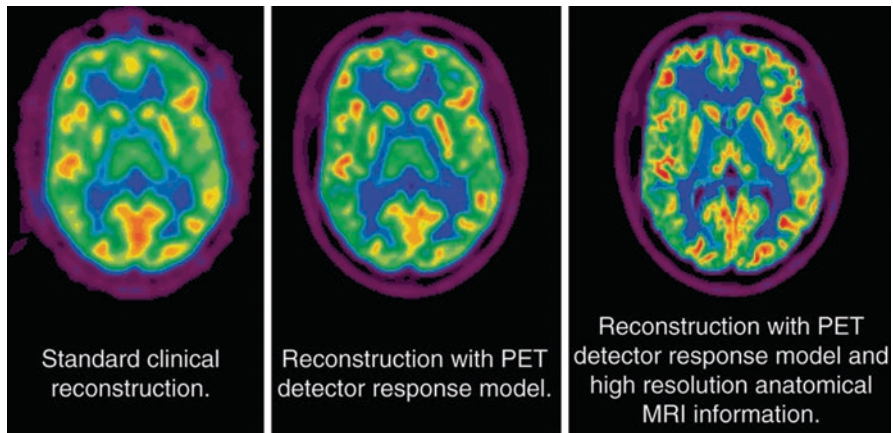 Standard clinical
reconstruction.
Reconstruction with PET
detector response model.
Reconstruction with PET
detector response model and
high resolution anatomical
MRI information.